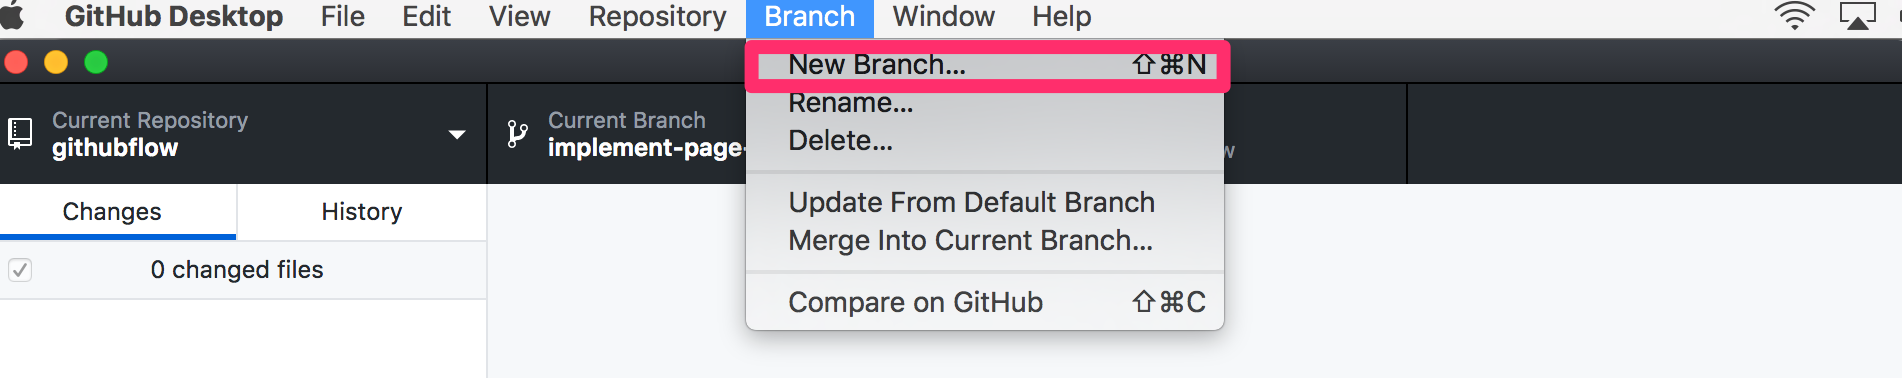 GitHub Desktop File Edit View Repository Branch Window Help
New Branch... ⇧⌘N
Rename...
Delete...
Update From Default Branch
Merge Into Current Branch...
Compare on GitHub ⇧⌘C
Current Repository
githubflow
Current Branch
implement-page-
Changes History
0 changed files